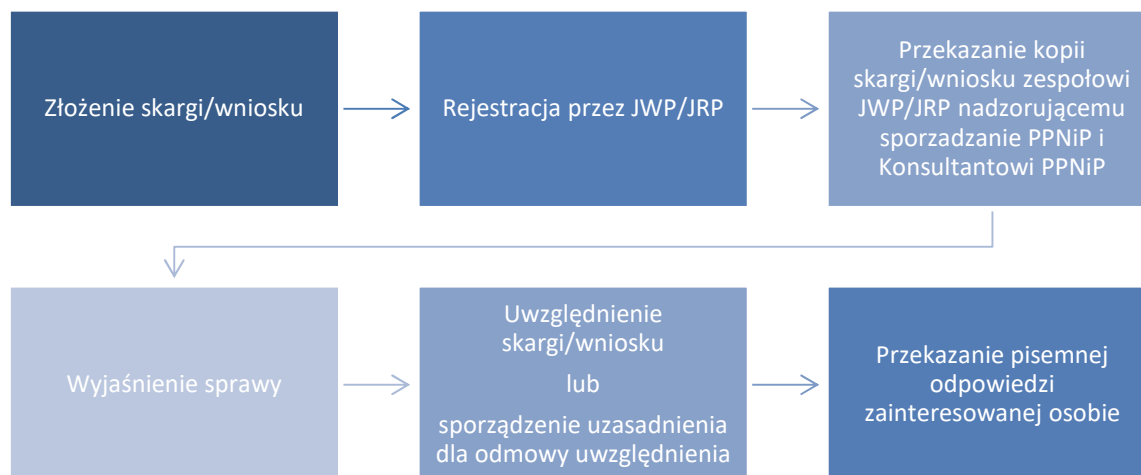 Złożenie skargi/wniosku
Rejestracja przez JWP/JRP
Przekazanie kopii
skargi/wniosku zespołowi
JWP/JRP nadzorującemu
sporzadzanie PPNiP i
Konsultantowi PPNiP
Wyjaśnienie sprawy
Uwzględnienie
skargi/wniosku
lub
sporządzenie uzasadnienia
dla odmowy uwzględnienia
Przekazanie pisemnej
odpowiedzi
zainteresowanej osobie